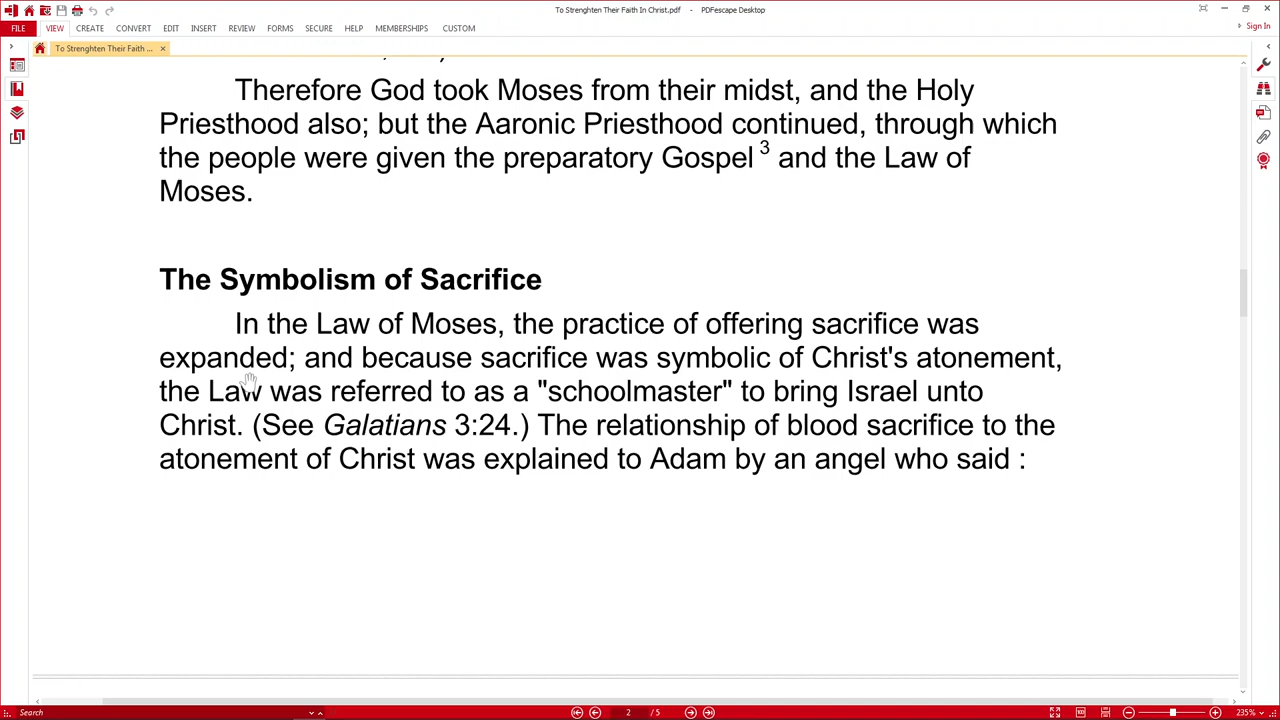 To Strenghten Their Faith In Christ.pdf - PDFescape Desktop
FILE VIEW CREATE CONVERT EDIT INSERT REVIEW FORMS SECURE HELP MEMBERSHIPS CUSTOM Sign In
To Strenghten Their Faith ...
Therefore God took Moses from their midst, and the Holy
Priesthood also; but the Aaronic Priesthood continued, through which
the people were given the preparatory Gospel 3 and the Law of
Moses.
The Symbolism of Sacrifice
In the Law of Moses, the practice of offering sacrifice was
expanded; and because sacrifice was symbolic of Christ's atonement,
the Law was referred to as a "schoolmaster" to bring Israel unto
Christ. (See Galatians 3:24.) The relationship of blood sacrifice to the
atonement of Christ was explained to Adam by an angel who said :
Search 2 / 5 235%